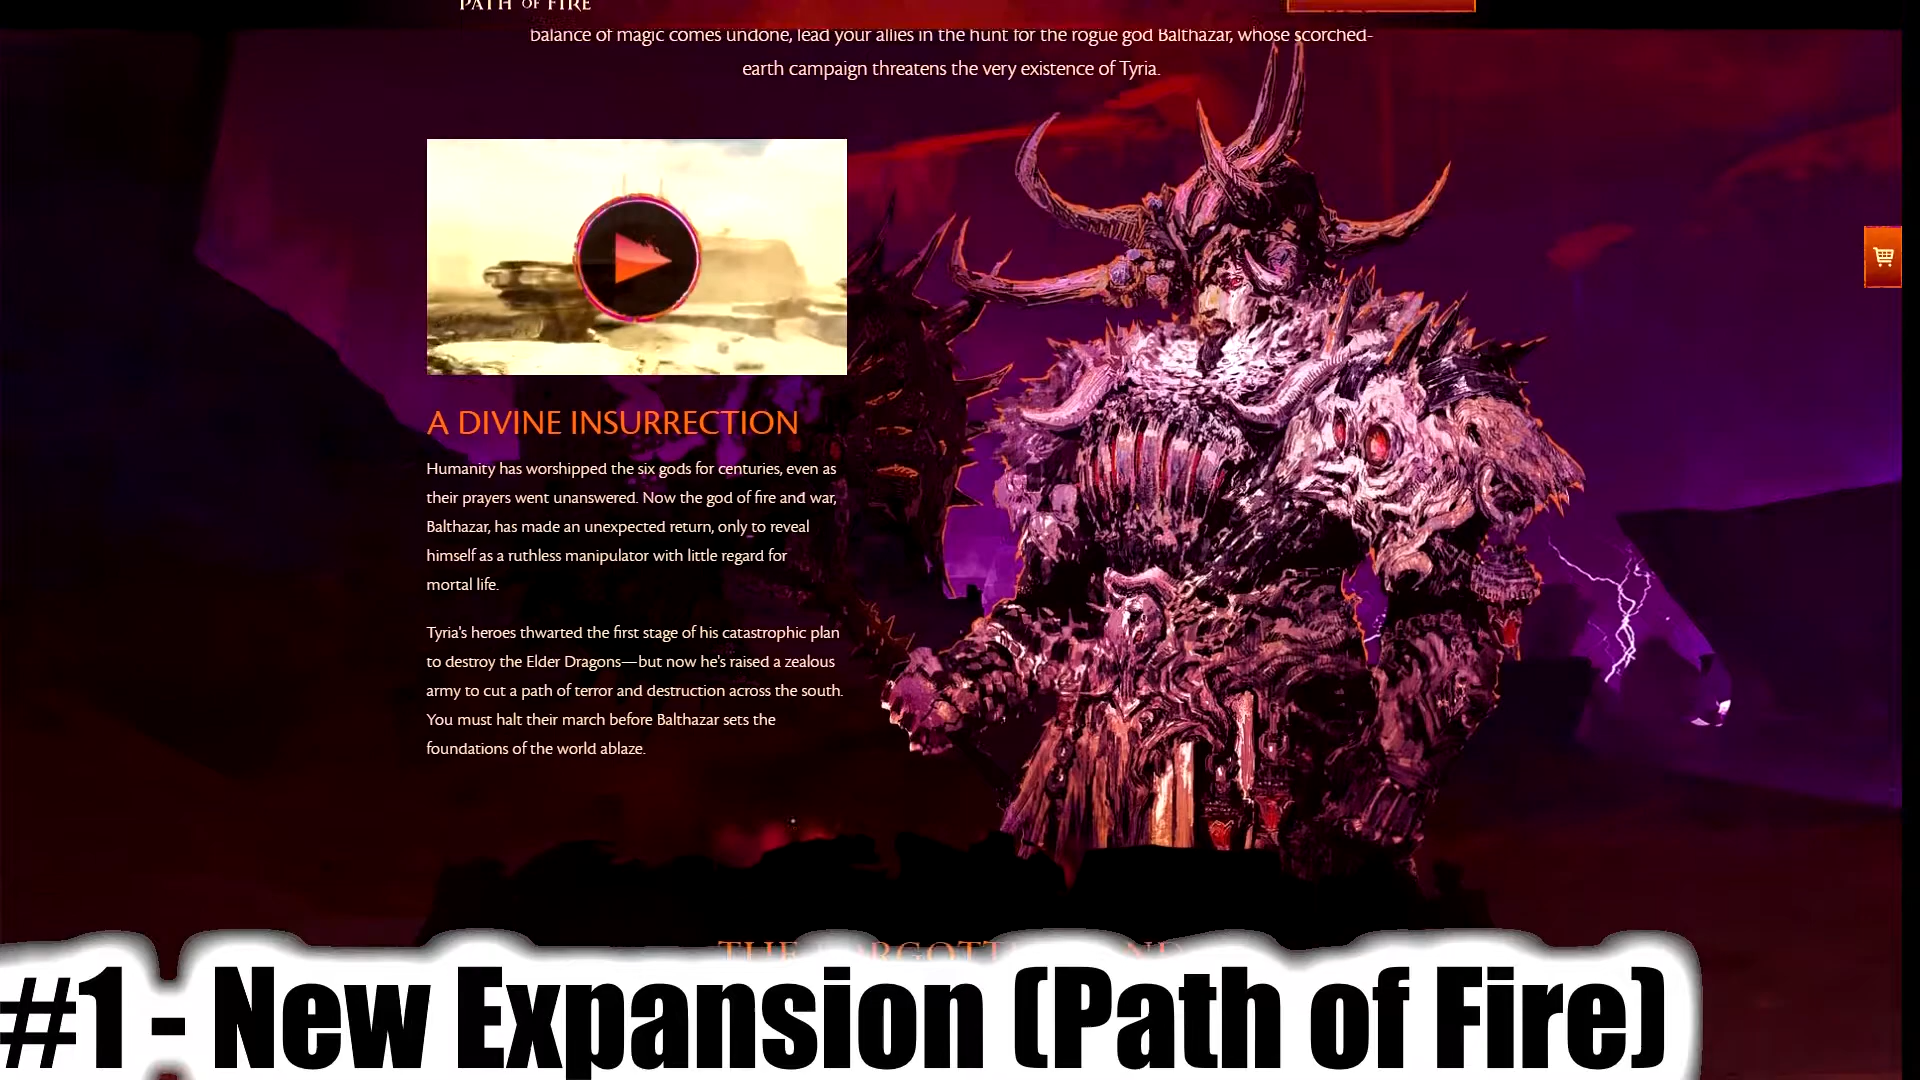 PATH OF FIRE
balance of magic comes undone, lead your allies in the hunt for the rogue god Balthazar, whose scorched-
earth campaign threatens the very existence of Tyria.
A DIVINE INSURRECTION
Humanity has worshipped the six gods for centuries, even as
their prayers went unanswered. Now the god of fire and war,
Balthazar, has made an unexpected return, only to reveal
himself as a ruthless manipulator with little regard for
mortal life.
Tyria's heroes thwarted the first stage of his catastrophic plan
to destroy the Elder Dragons—but now he's raised a zealous
army to cut a path of terror and destruction across the south.
You must halt their march before Balthazar sets the
foundations of the world ablaze.
#1 - New Expansion (Path of Fire)